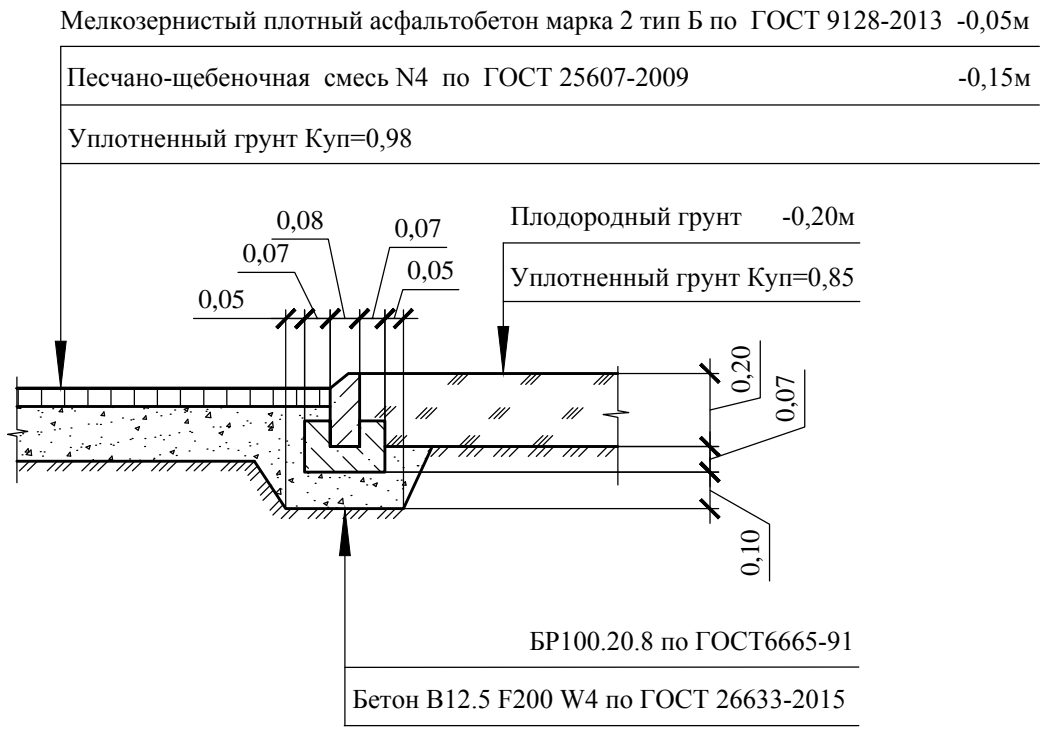 Мелкозернистый плотный асфальтобетон марка 2 тип Б по ГОСТ 9128-2013 -0,05м
Песчано-щебеночная смесь N4 по ГОСТ 25607-2009 -0,15м
Уплотненный грунт Куп=0,98
Плодородный грунт -0,20м
Уплотненный грунт Куп=0,85
0,08
0,07
0,07
0,05
0,05
0,20
0,07
0,10
БР100.20.8 по ГОСТ6665-91
Бетон В12.5 F200 W4 по ГОСТ 26633-2015